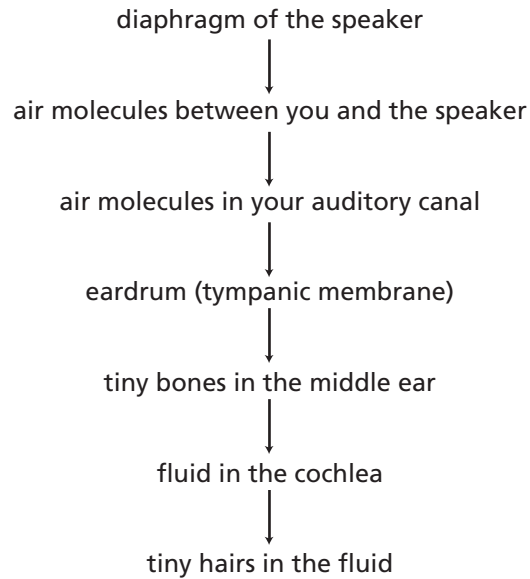 diaphragm of the speaker
air molecules between you and the speaker
air molecules in your auditory canal
eardrum (tympanic membrane)
tiny bones in the middle ear
fluid in the cochlea
tiny hairs in the fluid